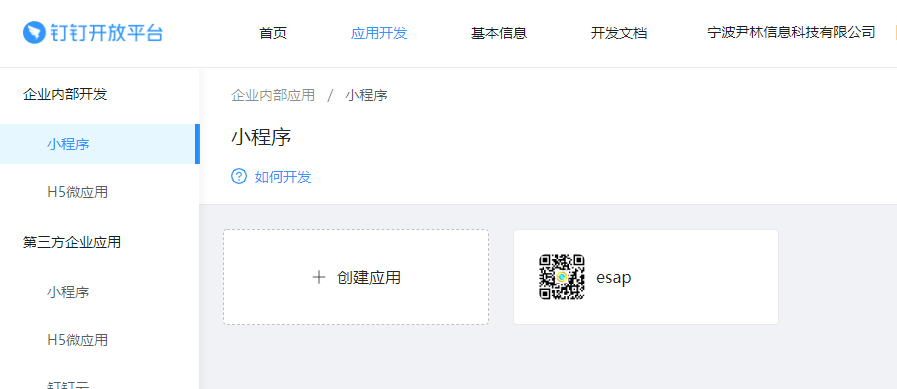 钉钉开放平台 首页 应用开发 基本信息 开发文档 宁波尹林信息科技有限公司
企业内部开发
小程序
H5微应用
第三方企业应用
小程序
H5微应用
钉钉云
企业内部应用 / 小程序
小程序
如何开发
创建应用
esap